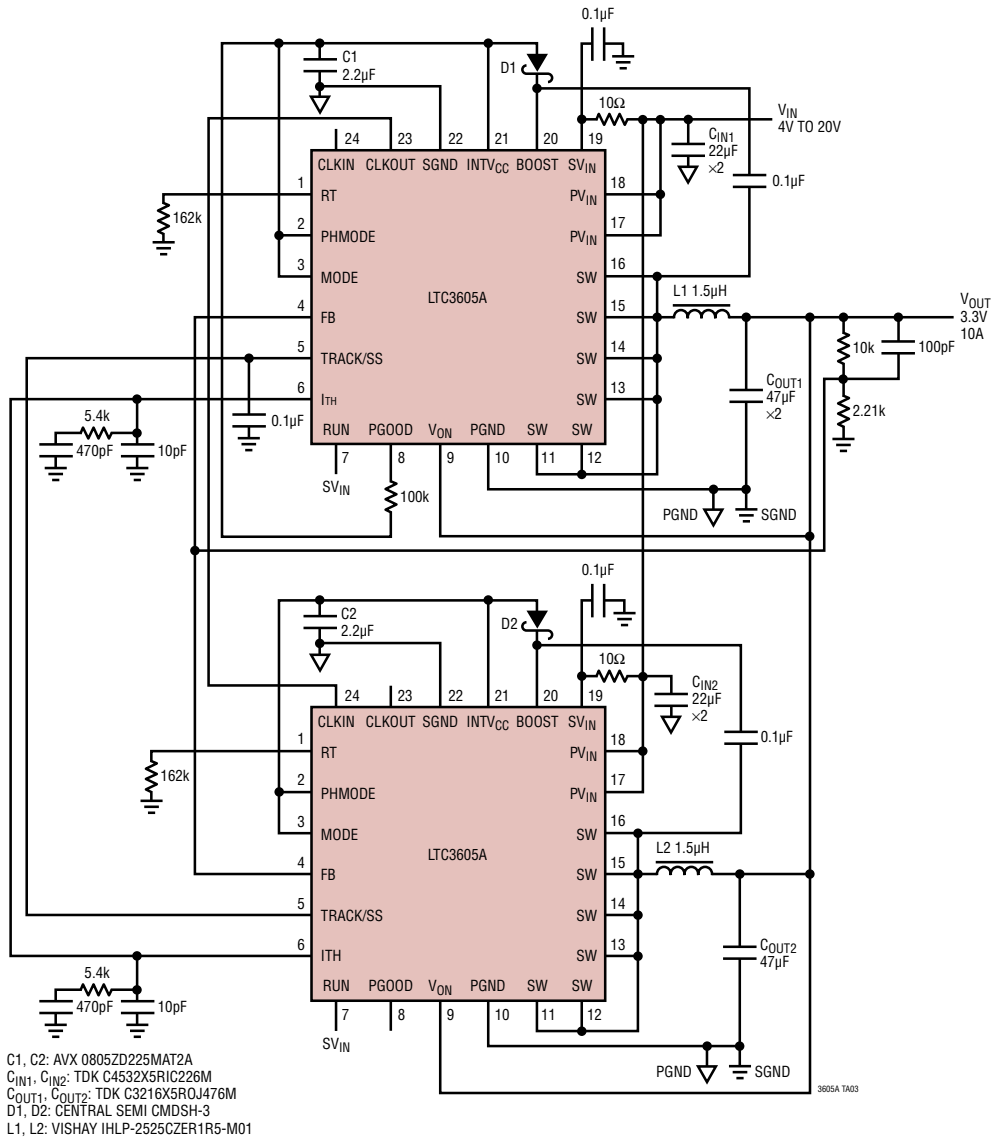 0.1µF
C1
2.2µF
D1
10Ω
V_IN
4V TO 20V
C_IN1
22µF
×2
0.1µF
24 23 22 21 20 19
CLKIN CLKOUT SGND INTV_CC BOOST SV_IN
162k
1 RT
2 PHMODE
3 MODE
4 FB
5 TRACK/SS
6 I_TH
LTC3605A
PV_IN 18
PV_IN 17
SW 16
SW 15
SW 14
SW 13
L1 1.5µH
V_OUT
3.3V
10A
10k
100pF
2.21k
C_OUT1
47µF
×2
5.4k
470pF
10pF
0.1µF
RUN PGOOD V_ON PGND SW SW
7 8 9 10 11 12
SV_IN
100k
PGND
SGND
0.1µF
C2
2.2µF
D2
10Ω
C_IN2
22µF
×2
0.1µF
24 23 22 21 20 19
CLKIN CLKOUT SGND INTV_CC BOOST SV_IN
162k
1 RT
2 PHMODE
3 MODE
4 FB
5 TRACK/SS
6 ITH
LTC3605A
PV_IN 18
PV_IN 17
SW 16
SW 15
SW 14
SW 13
L2 1.5µH
C_OUT2
47µF
5.4k
470pF
10pF
RUN PGOOD V_ON PGND SW SW
7 8 9 10 11 12
SV_IN
PGND
SGND
3605A TA03
C1, C2: AVX 0805ZD225MAT2A
C_IN1, C_IN2: TDK C4532X5RIC226M
C_OUT1, C_OUT2: TDK C3216X5ROJ476M
D1, D2: CENTRAL SEMI CMDSH-3
L1, L2: VISHAY IHLP-2525CZER1R5-M01